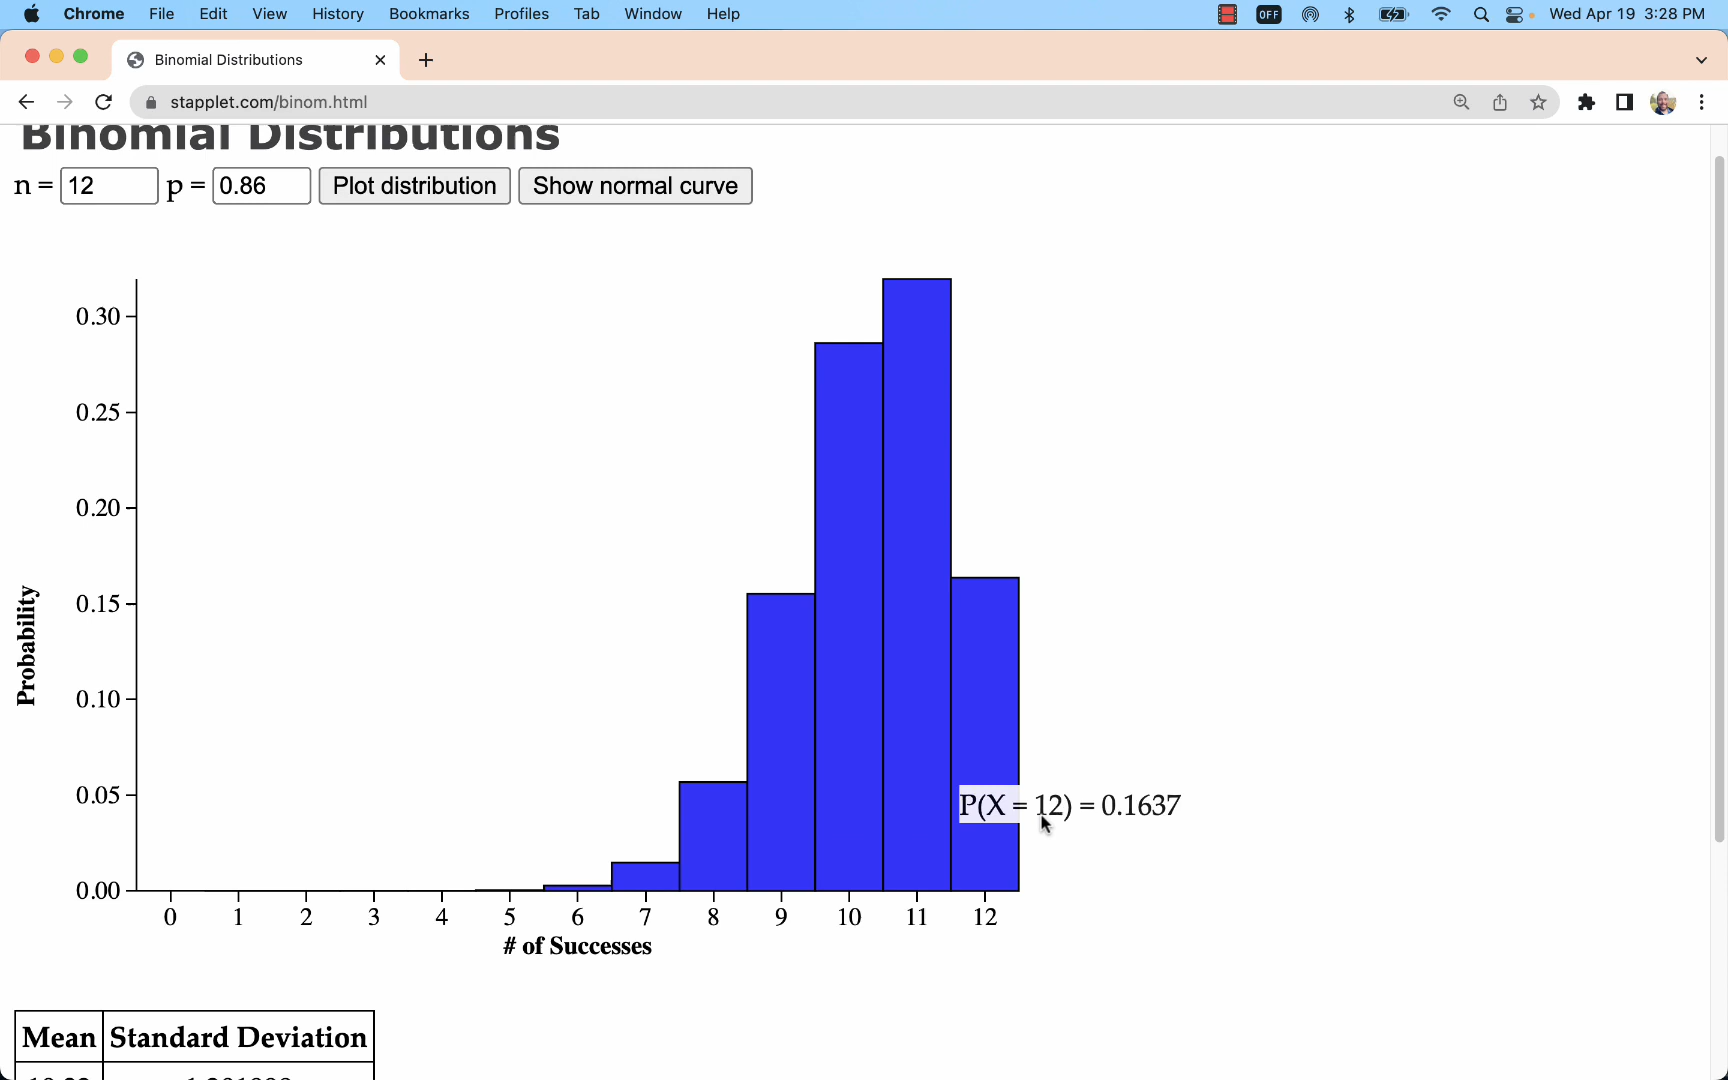 Chrome File Edit View History Bookmarks Profiles Tab Window Help OFF Wed Apr 19 3:28 PM
Binomial Distributions
stapplet.com/binom.html
Binomial Distributions
n = 12 p = 0.86 Plot distribution Show normal curve
0.30
0.25
0.20
0.15
0.10
0.05
0.00
Probability
P(X = 12) = 0.1637
0 1 2 3 4 5 6 7 8 9 10 11 12
# of Successes
Mean Standard Deviation